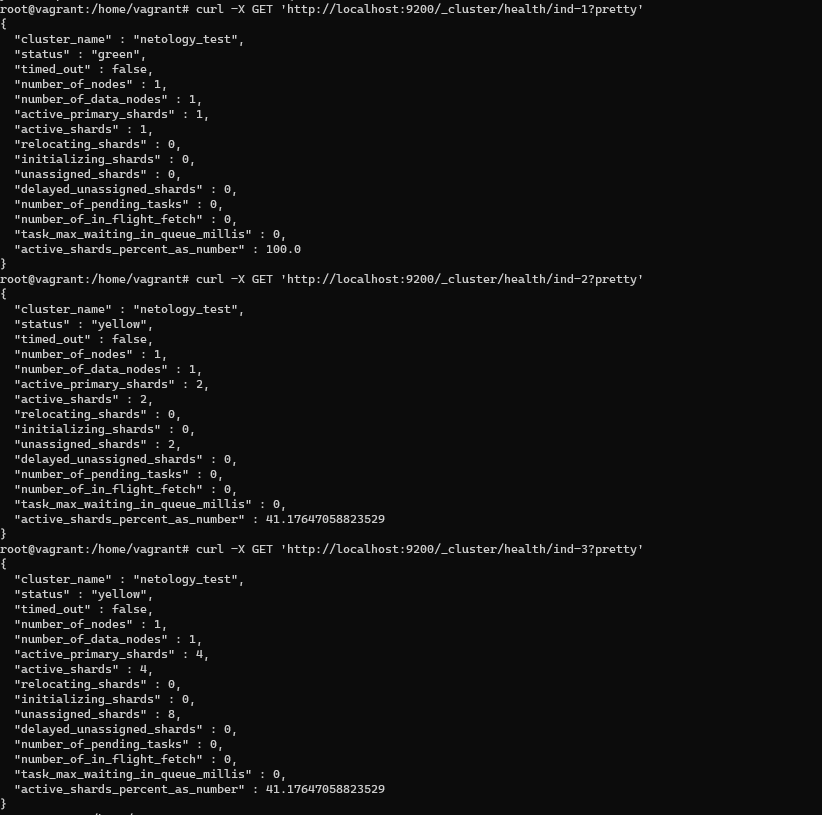 root@vagrant:/home/vagrant# curl -X GET 'http://localhost:9200/_cluster/health/ind-1?pretty'
{
  "cluster_name" : "netology_test",
  "status" : "green",
  "timed_out" : false,
  "number_of_nodes" : 1,
  "number_of_data_nodes" : 1,
  "active_primary_shards" : 1,
  "active_shards" : 1,
  "relocating_shards" : 0,
  "initializing_shards" : 0,
  "unassigned_shards" : 0,
  "delayed_unassigned_shards" : 0,
  "number_of_pending_tasks" : 0,
  "number_of_in_flight_fetch" : 0,
  "task_max_waiting_in_queue_millis" : 0,
  "active_shards_percent_as_number" : 100.0
}
root@vagrant:/home/vagrant# curl -X GET 'http://localhost:9200/_cluster/health/ind-2?pretty'
{
  "cluster_name" : "netology_test",
  "status" : "yellow",
  "timed_out" : false,
  "number_of_nodes" : 1,
  "number_of_data_nodes" : 1,
  "active_primary_shards" : 2,
  "active_shards" : 2,
  "relocating_shards" : 0,
  "initializing_shards" : 0,
  "unassigned_shards" : 2,
  "delayed_unassigned_shards" : 0,
  "number_of_pending_tasks" : 0,
  "number_of_in_flight_fetch" : 0,
  "task_max_waiting_in_queue_millis" : 0,
  "active_shards_percent_as_number" : 41.17647058823529
}
root@vagrant:/home/vagrant# curl -X GET 'http://localhost:9200/_cluster/health/ind-3?pretty'
{
  "cluster_name" : "netology_test",
  "status" : "yellow",
  "timed_out" : false,
  "number_of_nodes" : 1,
  "number_of_data_nodes" : 1,
  "active_primary_shards" : 4,
  "active_shards" : 4,
  "relocating_shards" : 0,
  "initializing_shards" : 0,
  "unassigned_shards" : 8,
  "delayed_unassigned_shards" : 0,
  "number_of_pending_tasks" : 0,
  "number_of_in_flight_fetch" : 0,
  "task_max_waiting_in_queue_millis" : 0,
  "active_shards_percent_as_number" : 41.17647058823529
}